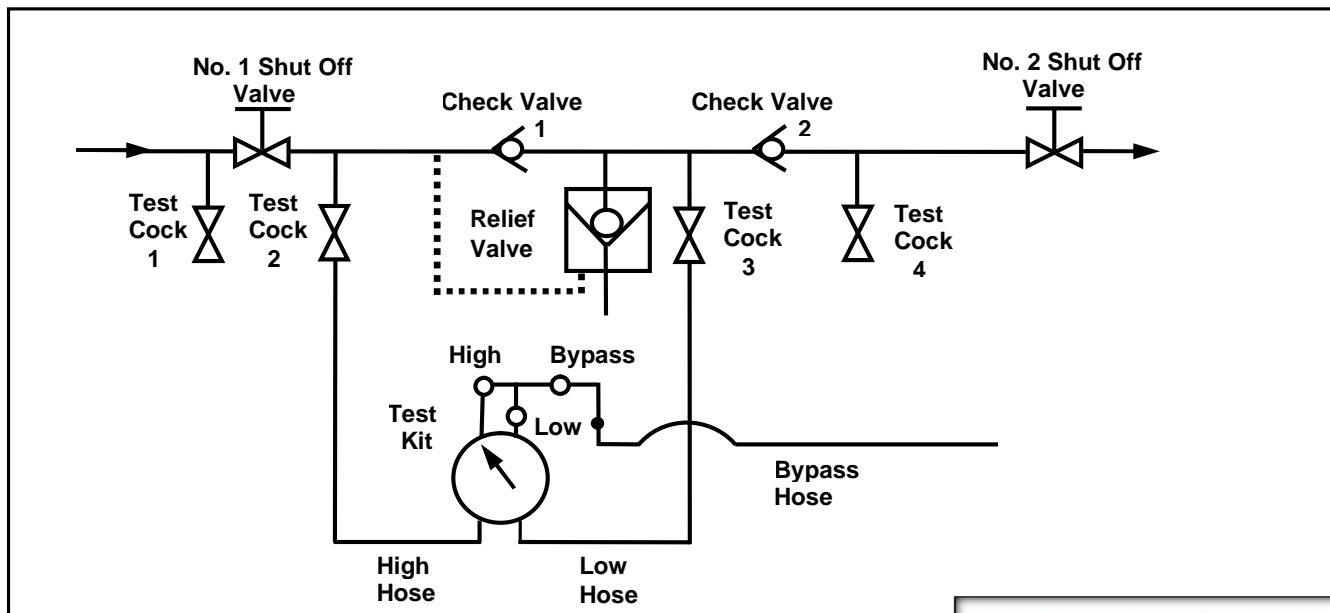 No. 1 Shut Off
Valve
No. 2 Shut Off
Valve
Check Valve
1
Check Valve
2
Test
Cock
1
Test
Cock
2
Relief
Valve
Test
Cock
3
Test
Cock
4
High
Bypass
Test
Kit
Low
Bypass
Hose
High
Hose
Low
Hose